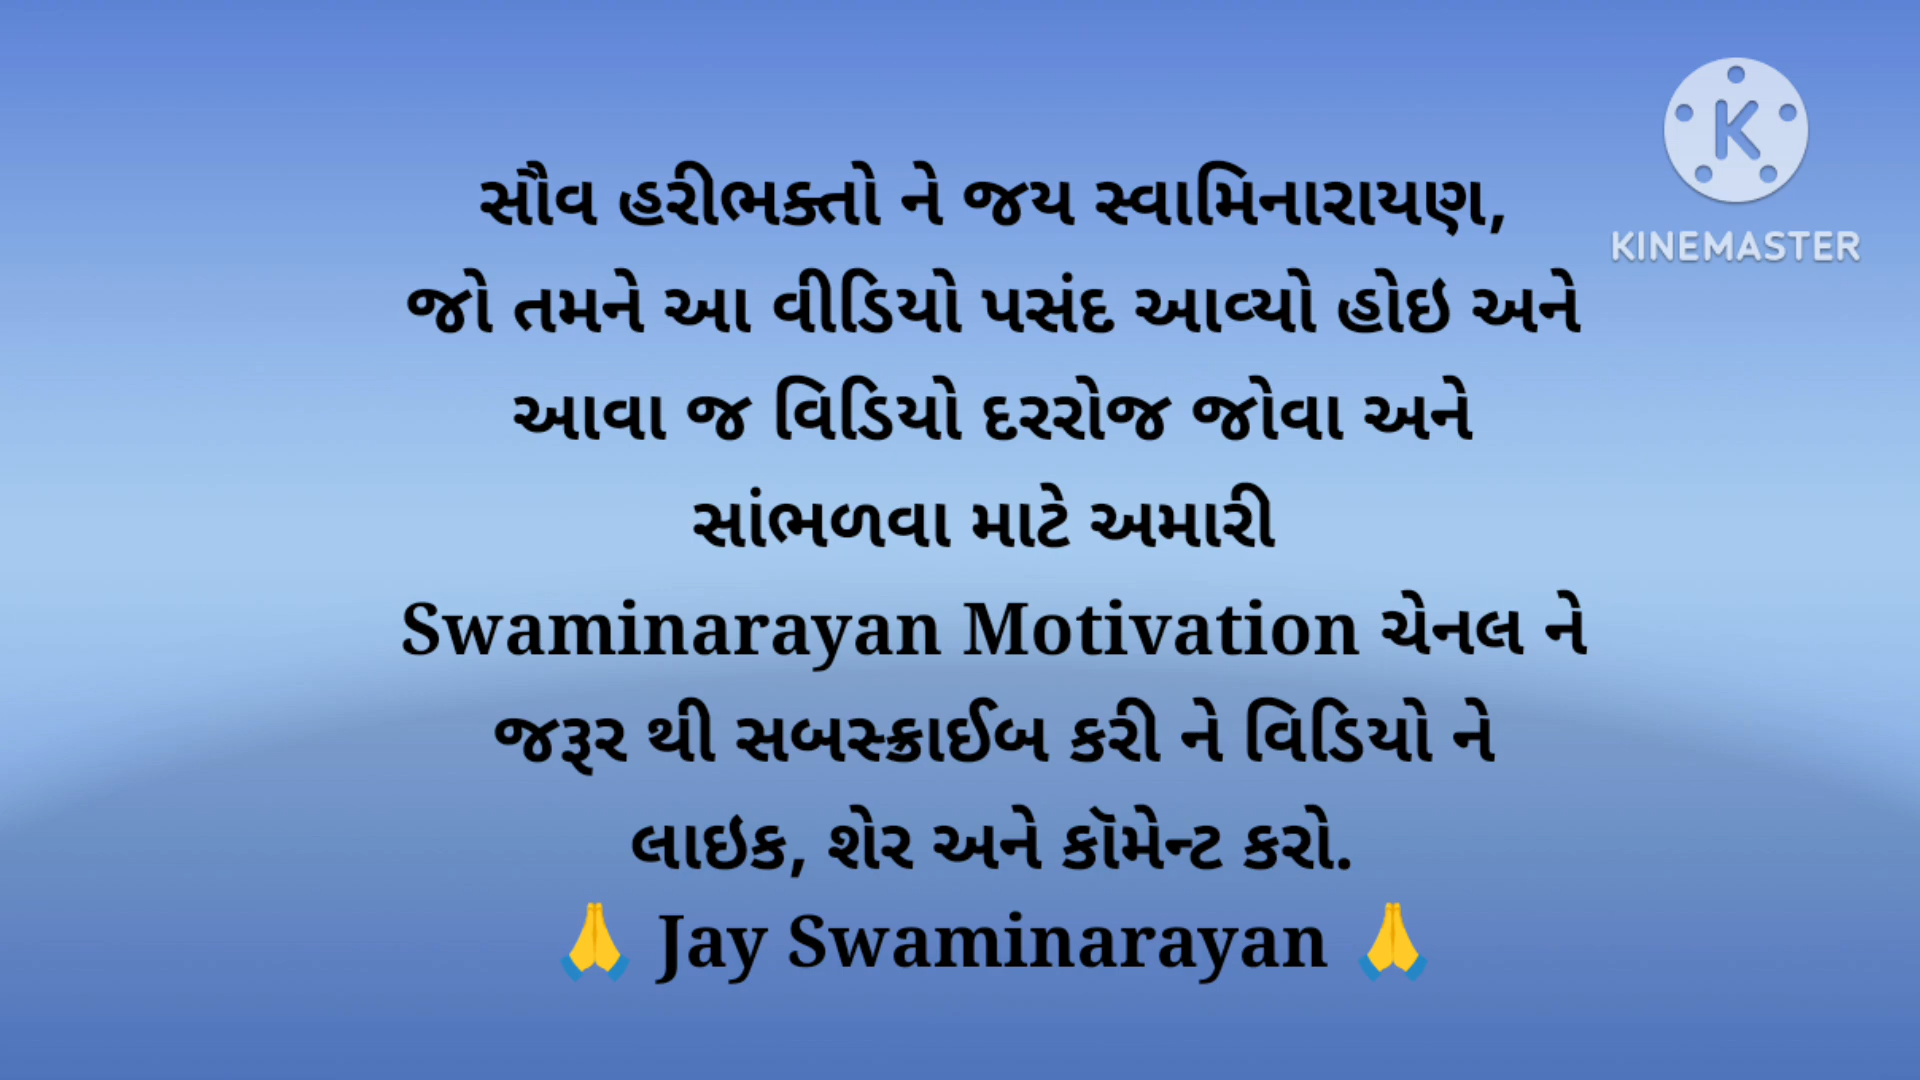 K
KINEMASTER
સૌવ હરીભક્તો ને જય સ્વામિનારાયણ,
જો તમને આ વીડિયો પસંદ આવ્યો હોઇ અને
આવા જ વિડિયો દરરોજ જોવા અને
સાંભળવા માટે અમારી
Swaminarayan Motivation ચેનલ ને
જરૂર થી સબસ્ક્રાઈબ કરી ને વિડિયો ને
લાઇક, શેર અને કૉમેન્ટ કરો.
🙏 Jay Swaminarayan 🙏